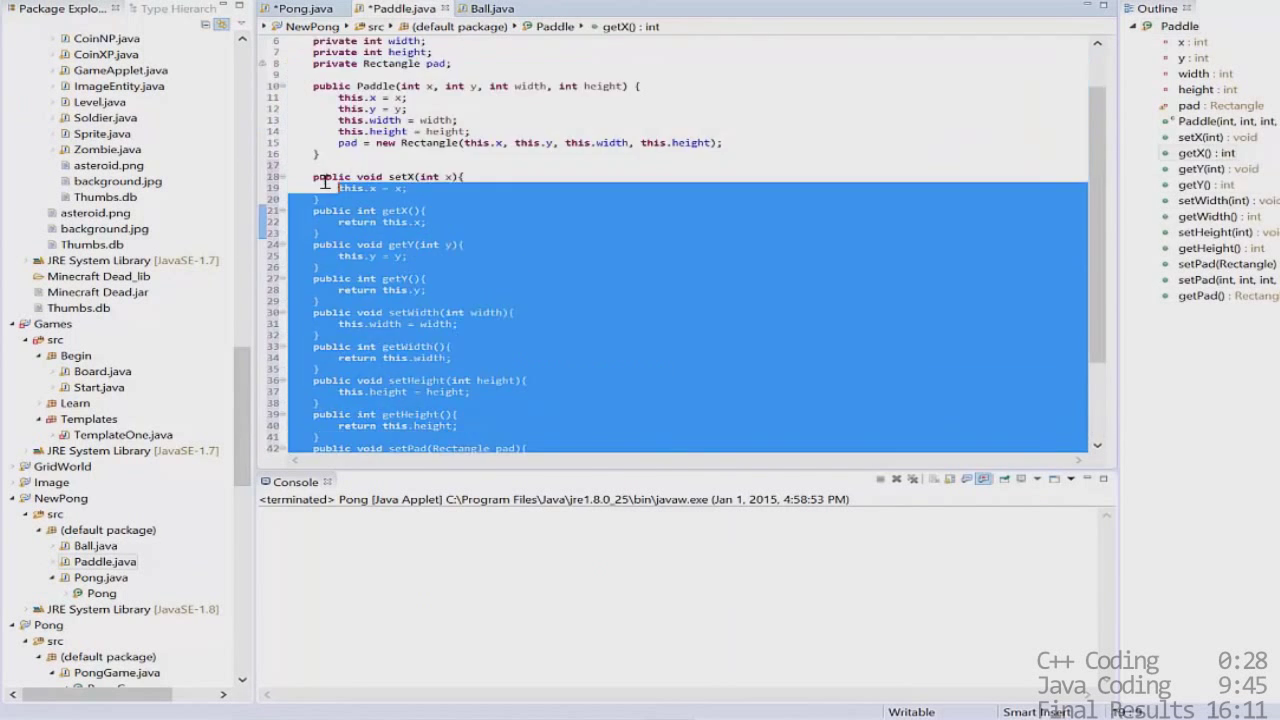 Package Explo...
Type Hierarch
CoinNP.java
CoinXP.java
GameApplet.java
ImageEntity.java
Level.java
Soldier.java
Sprite.java
Zombie.java
asteroid.png
background.jpg
Thumbs.db
asteroid.png
background.jpg
Thumbs.db
JRE System Library [JavaSE-1.7]
Minecraft Dead_lib
Minecraft Dead.jar
Thumbs.db
Games
src
Begin
Board.java
Start.java
Learn
Templates
TemplateOne.java
JRE System Library [JavaSE-1.7]
GridWorld
Image
NewPong
src
(default package)
Ball.java
Paddle.java
Pong.java
Pong
JRE System Library [JavaSE-1.8]
Pong
src
(default package)
PongGame.java
*Pong.java
*Paddle.java
Ball.java
NewPong
src
(default package)
Paddle
getX() : int
6 private int width;
7 private int height;
8 private Rectangle pad;
9
10 public Paddle(int x, int y, int width, int height) {
11 this.x = x;
12 this.y = y;
13 this.width = width;
14 this.height = height;
15 pad = new Rectangle(this.x, this.y, this.width, this.height);
16 }
17
18 public void setX(int x){
19 this.x = x;
20 }
21 public int getX(){
22 return this.x;
23 }
24 public void getY(int y){
25 this.y = y;
26 }
27 public int getY(){
28 return this.y;
29 }
30 public void setWidth(int width){
31 this.width = width;
32 }
33 public int getWidth(){
34 return this.width;
35 }
36 public void setHeight(int height){
37 this.height = height;
38 }
39 public int getHeight(){
40 return this.height;
41 }
42 public void setPad(Rectangle pad){
Console
<terminated> Pong [Java Applet] C:\Program Files\Java\jre1.8.0_25\bin\javaw.exe (Jan 1, 2015, 4:58:53 PM)
Outline
Paddle
x : int
y : int
width : int
height : int
pad : Rectangle
Paddle(int, int, int,
setX(int) : void
getX() : int
getY(int) : void
getY() : int
setWidth(int) : void
getWidth() : int
setHeight(int) : void
getHeight() : int
setPad(Rectangle)
setPad(int, int, int,
getPad() : Rectang
C++ Coding 0:28
Java Coding 9:45
Final Results 16:11
Writable
Smart Insert